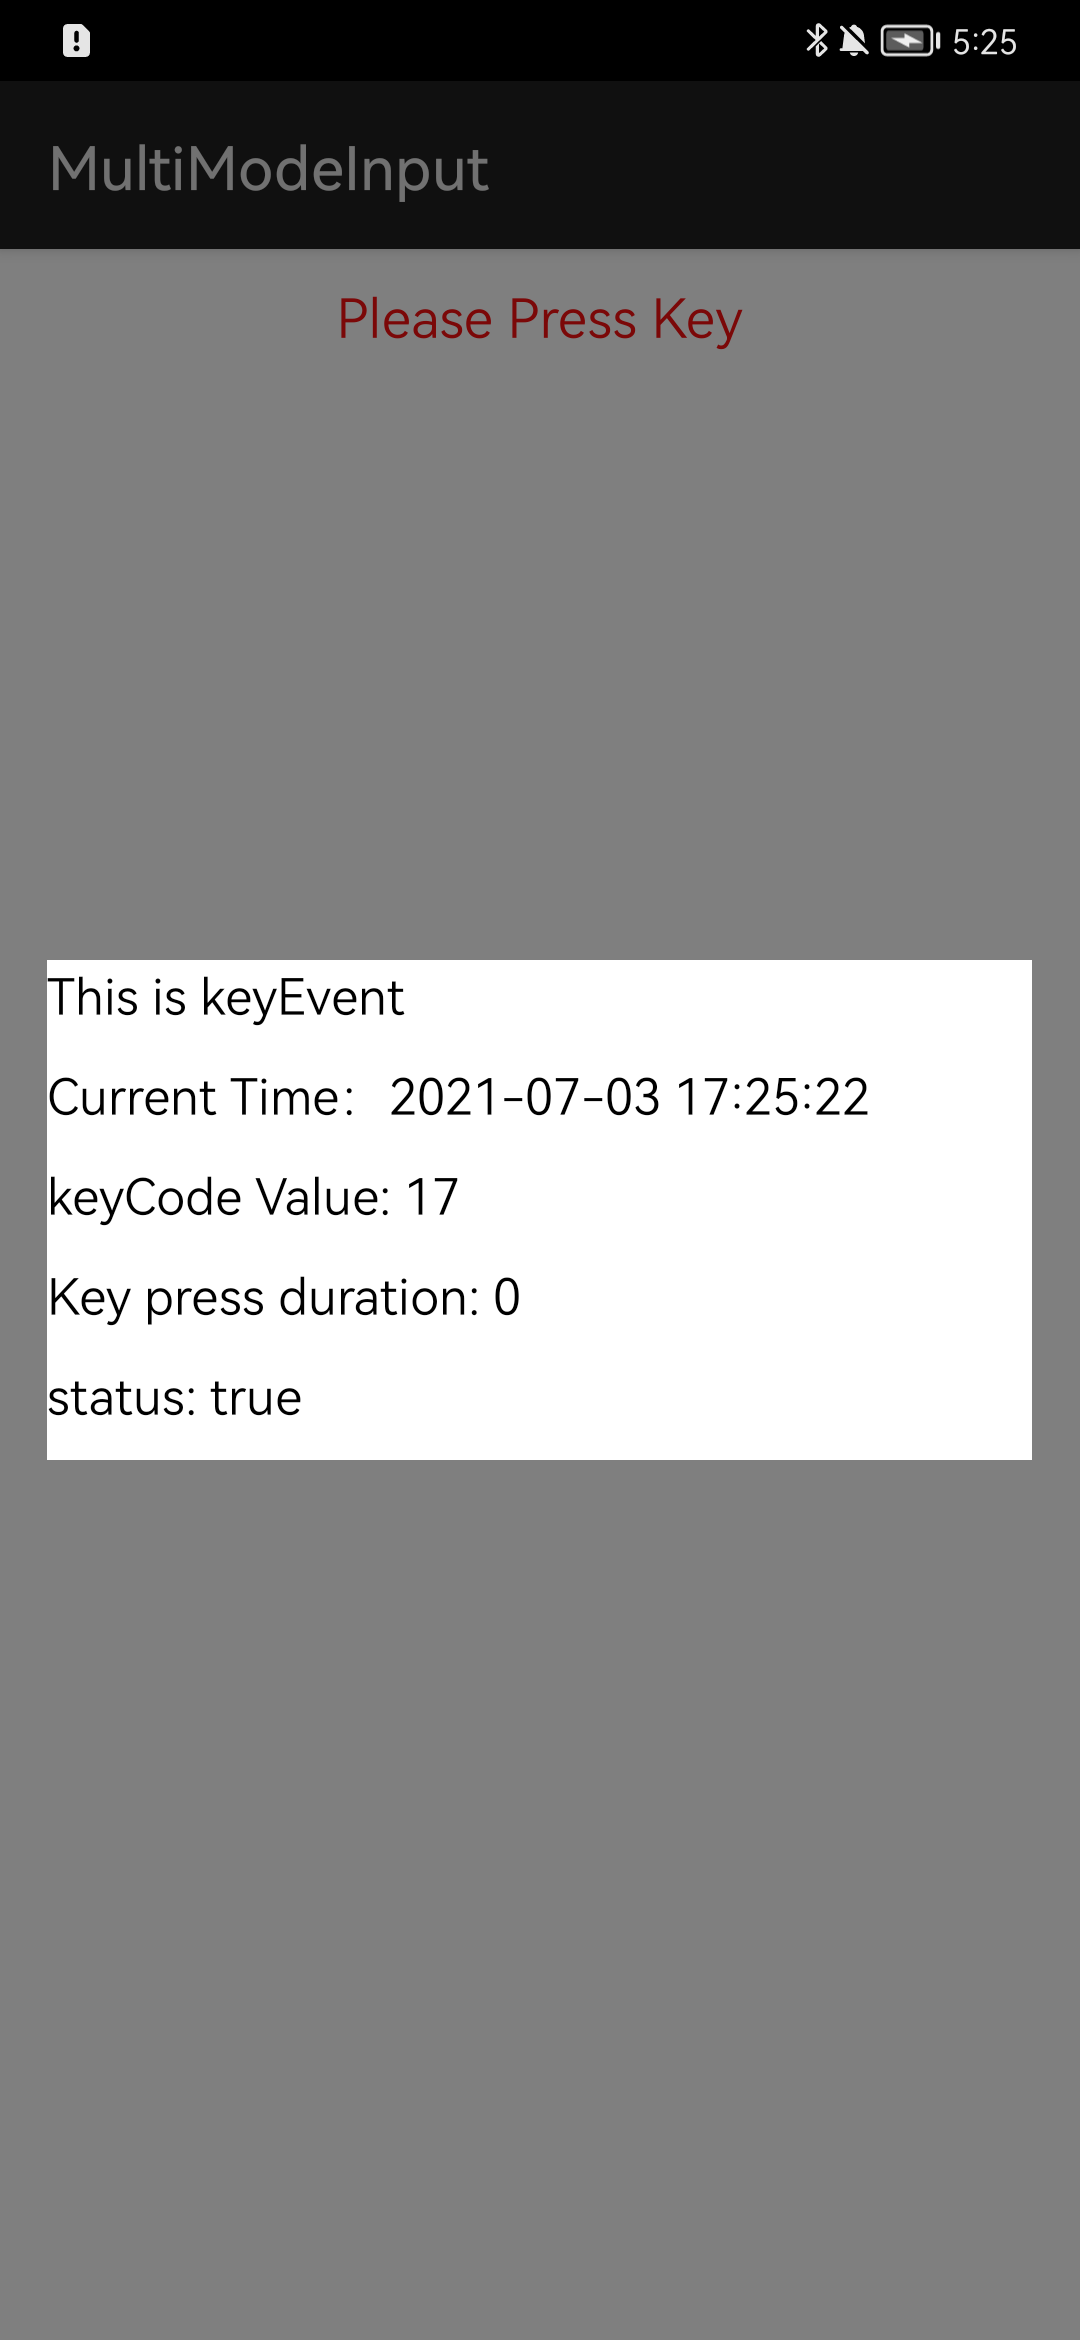 5:25
MultiModeInput
Please Press Key
This is keyEvent
Current Time： 2021-07-03 17:25:22
keyCode Value: 17
Key press duration: 0
status: true